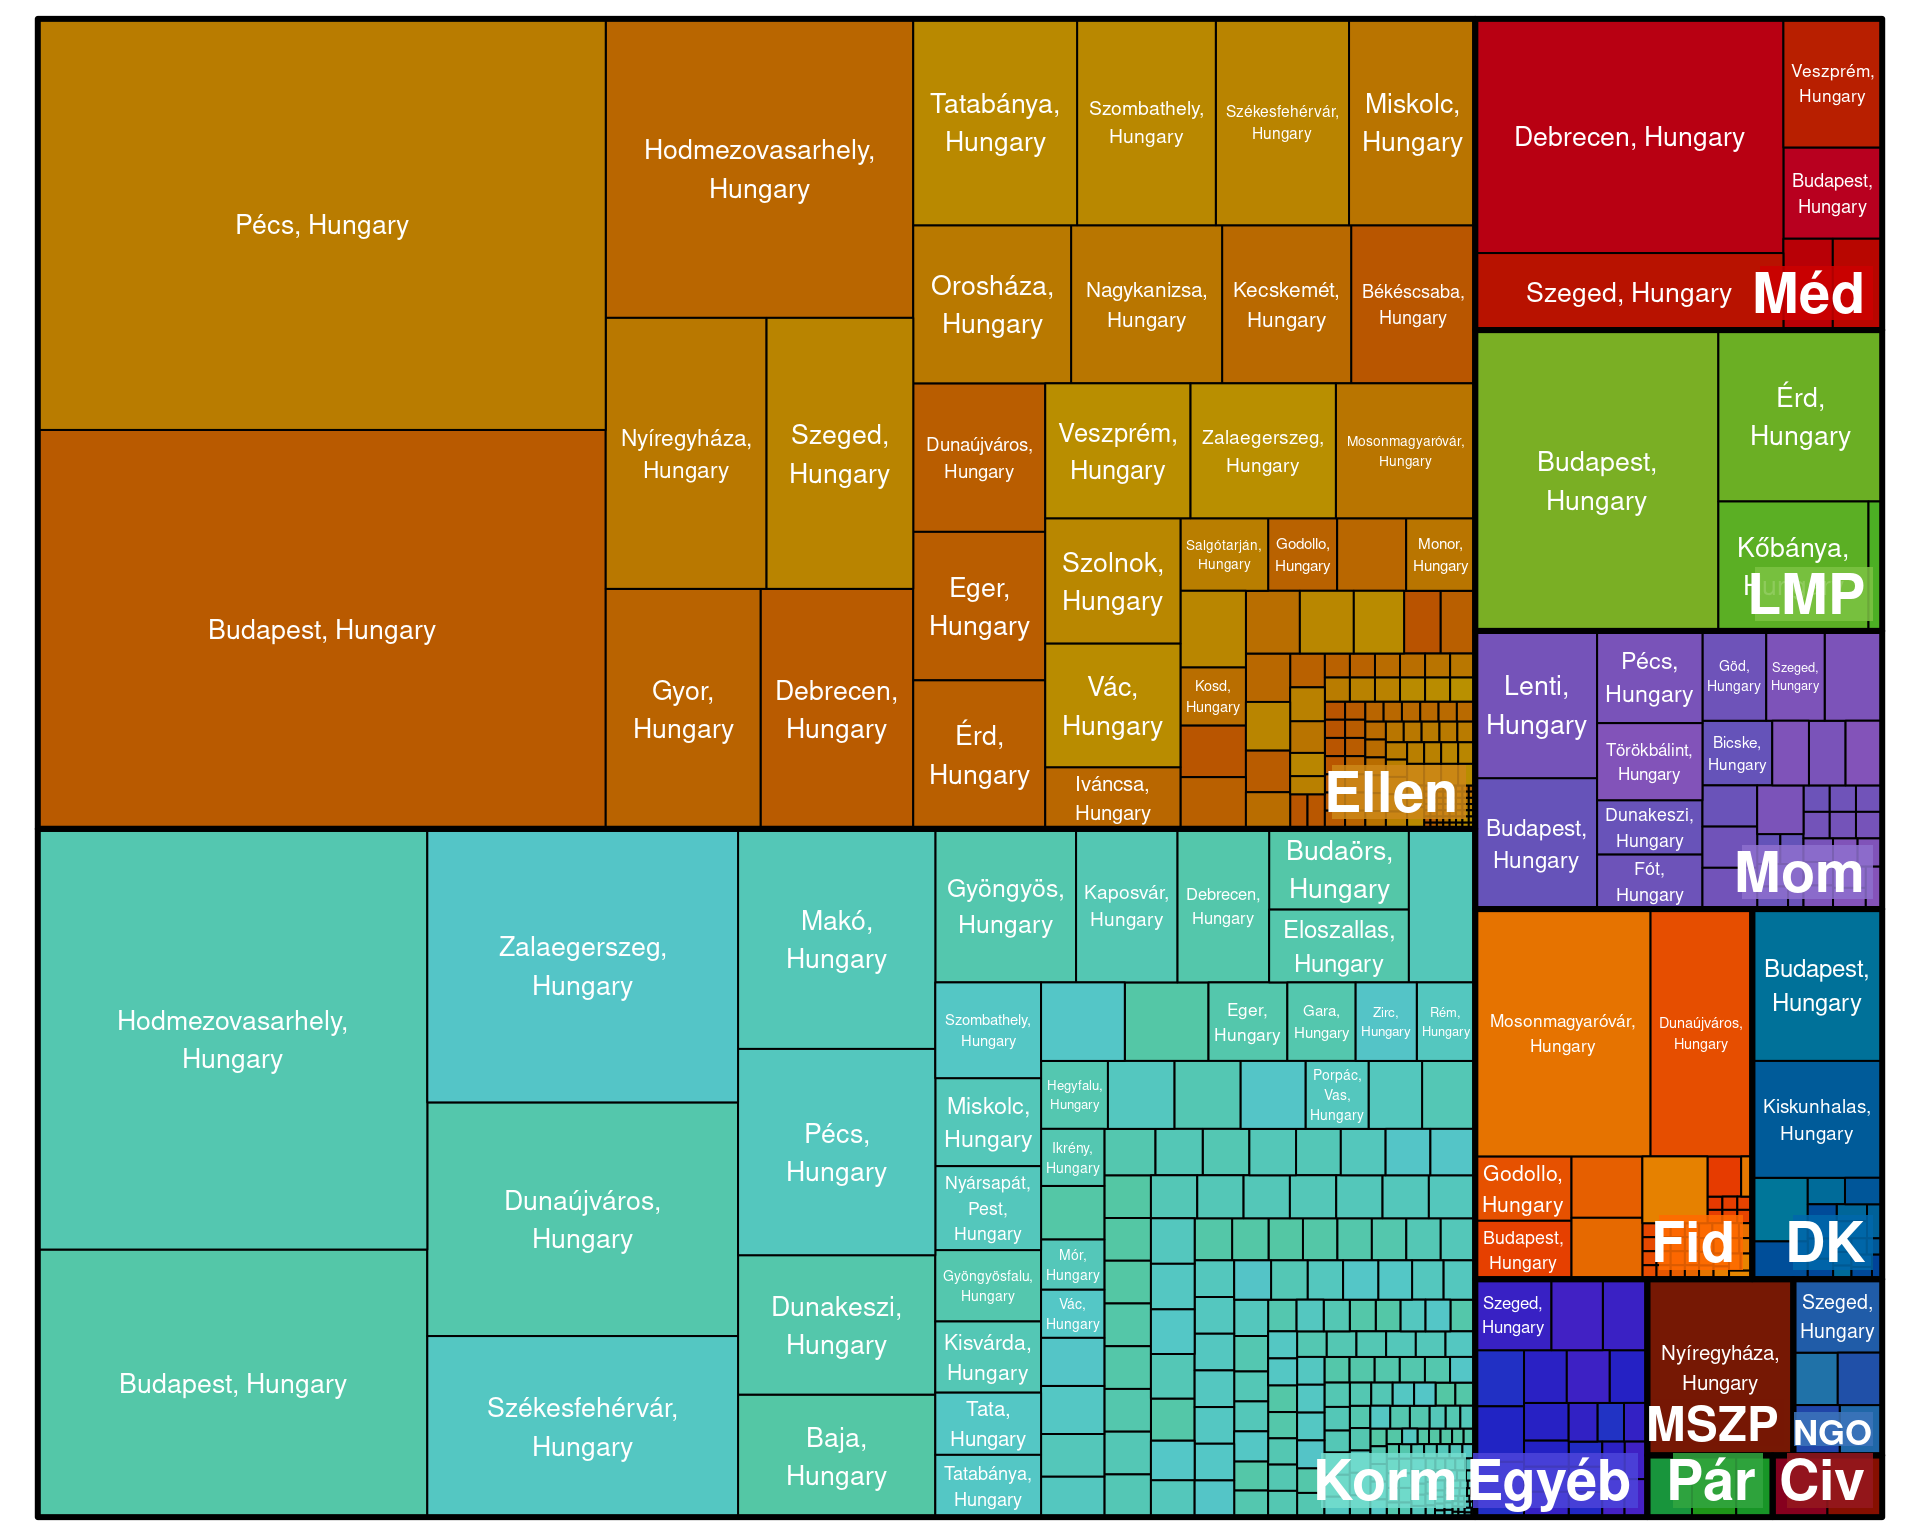 Pécs, Hungary
Budapest, Hungary
Hodmezovasarhely,
Hungary
Nyíregyháza,
Hungary
Szeged,
Hungary
Gyor,
Hungary
Debrecen,
Hungary
Tatabánya,
Hungary
Szombathely,
Hungary
Székesfehérvár,
Hungary
Miskolc,
Hungary
Orosháza,
Hungary
Nagykanizsa,
Hungary
Kecskemét,
Hungary
Békéscsaba,
Hungary
Dunaújváros,
Hungary
Eger,
Hungary
Érd,
Hungary
Veszprém,
Hungary
Zalaegerszeg,
Hungary
Mosonmagyaróvár,
Hungary
Szolnok,
Hungary
Vác,
Hungary
Iváncsa,
Hungary
Salgótarján,
Hungary
Godollo,
Hungary
Monor,
Hungary
Kosd,
Hungary
Ellen
Hodmezovasarhely,
Hungary
Budapest, Hungary
Zalaegerszeg,
Hungary
Dunaújváros,
Hungary
Székesfehérvár,
Hungary
Makó,
Hungary
Pécs,
Hungary
Dunakeszi,
Hungary
Baja,
Hungary
Gyöngyös,
Hungary
Kaposvár,
Hungary
Debrecen,
Hungary
Budaörs,
Hungary
Eloszallas,
Hungary
Szombathely,
Hungary
Miskolc,
Hungary
Nyársapát,
Pest,
Hungary
Gyöngyösfalu,
Hungary
Kisvárda,
Hungary
Tata,
Hungary
Tatabánya,
Hungary
Eger,
Hungary
Gara,
Hungary
Zirc,
Hungary
Rém,
Hungary
Hegyfalu,
Hungary
Porpác,
Vas,
Hungary
Ikrény,
Hungary
Mór,
Hungary
Vác,
Hungary
Korm
Debrecen, Hungary
Szeged, Hungary
Veszprém,
Hungary
Budapest,
Hungary
Méd
Budapest,
Hungary
Érd,
Hungary
Kőbánya,
Hungary
LMP
Lenti,
Hungary
Budapest,
Hungary
Pécs,
Hungary
Törökbálint,
Hungary
Dunakeszi,
Hungary
Fót,
Hungary
Göd,
Hungary
Szeged,
Hungary
Bicske,
Hungary
Mom
Mosonmagyaróvár,
Hungary
Dunaújváros,
Hungary
Godollo,
Hungary
Budapest,
Hungary
Fid
Budapest,
Hungary
Kiskunhalas,
Hungary
DK
Szeged,
Hungary
Egyéb
Nyíregyháza,
Hungary
MSZP
Szeged,
Hungary
NGO
Pár
Civ